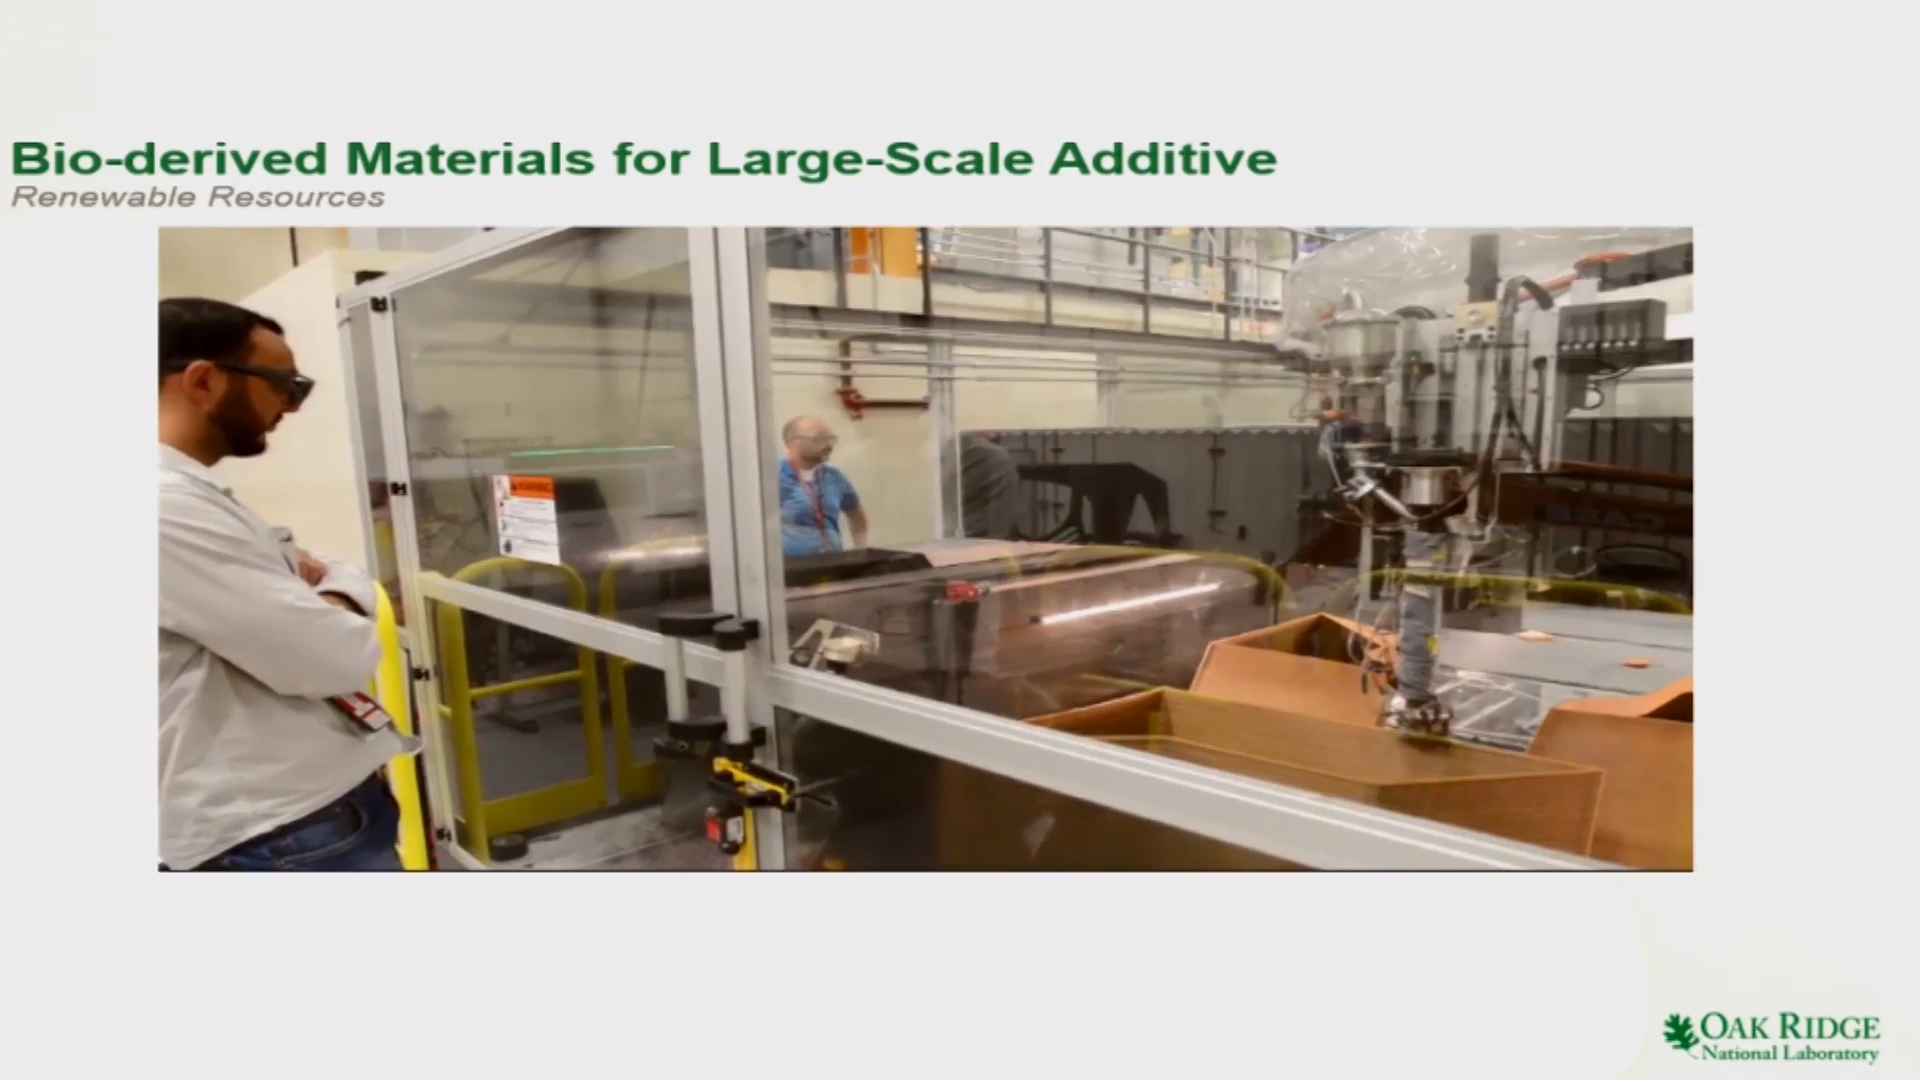 Bio-derived Materials for Large-Scale Additive
Renewable Resources
OAK RIDGE
National Laboratory